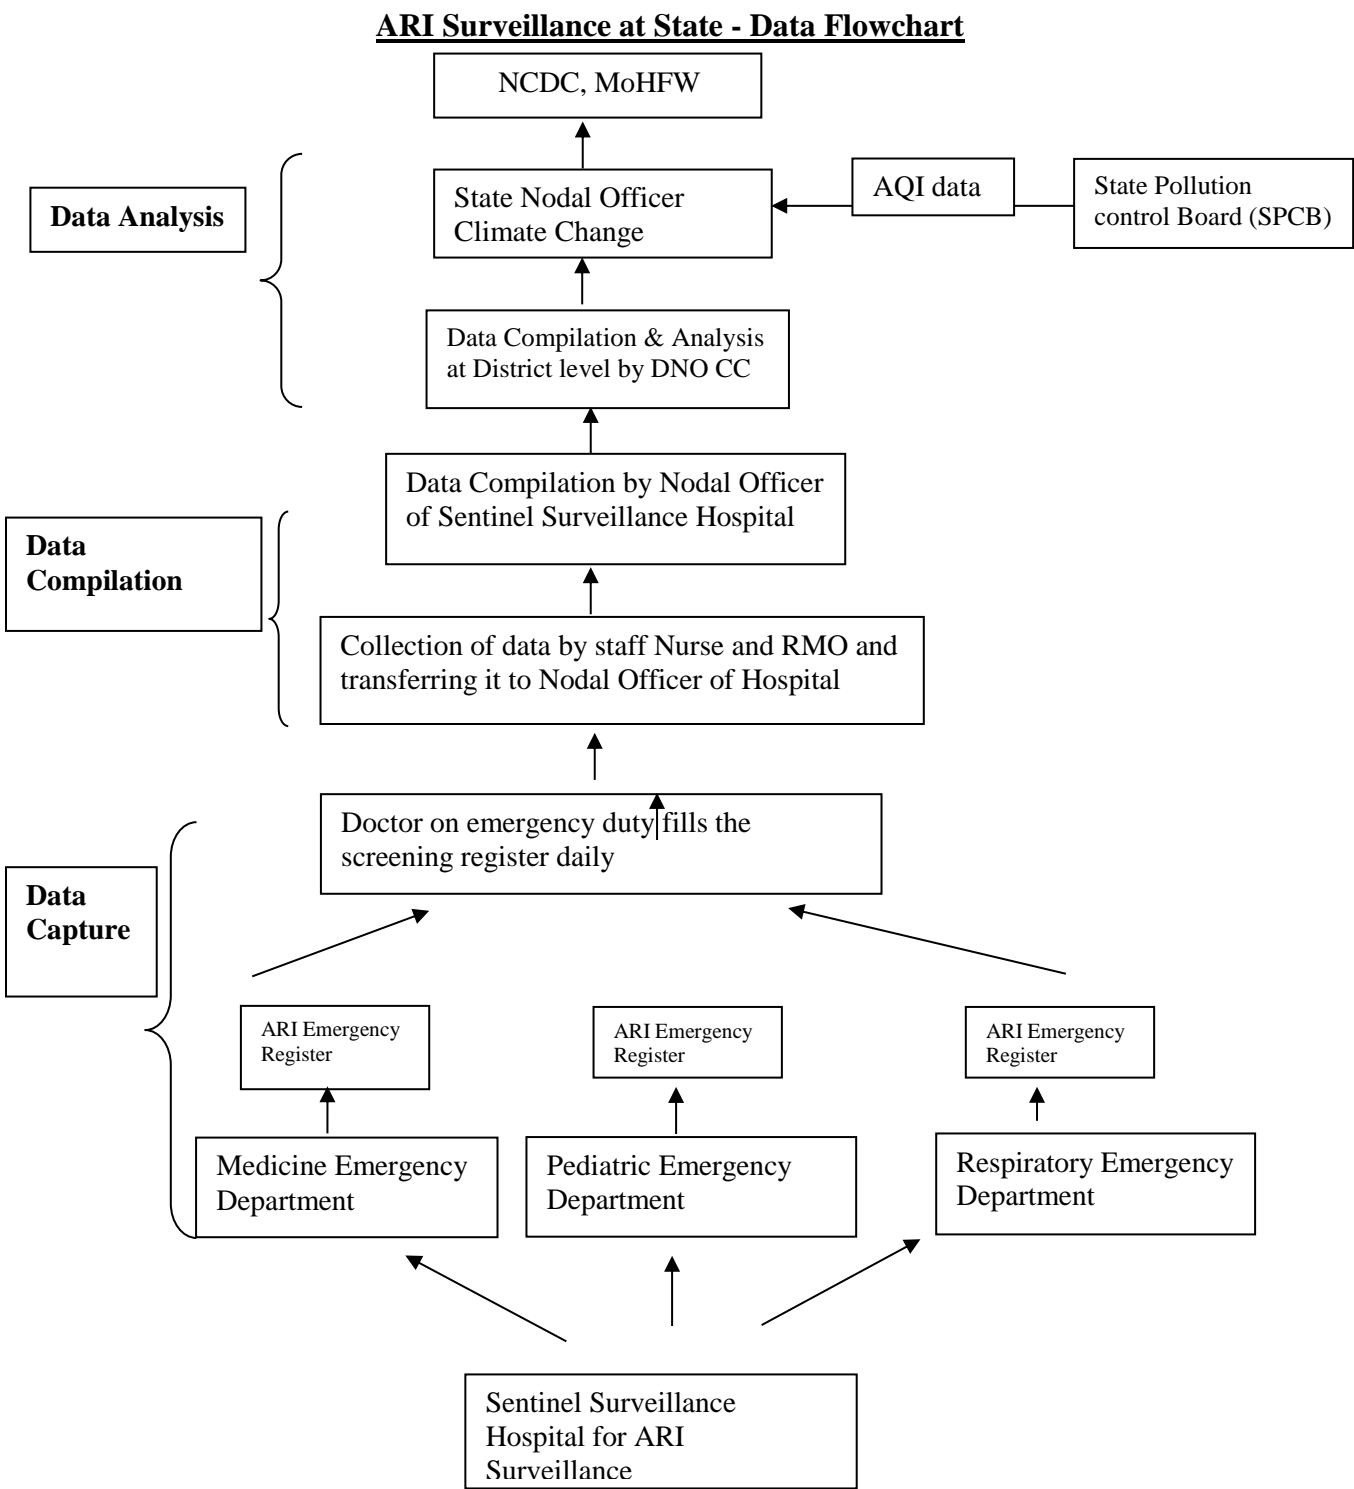 ARI Surveillance at State - Data Flowchart
NCDC, MoHFW
Data Analysis
State Nodal Officer
Climate Change
AQI data
State Pollution
control Board (SPCB)
Data Compilation & Analysis
at District level by DNO CC
Data Compilation by Nodal Officer
of Sentinel Surveillance Hospital
Data
Compilation
Collection of data by staff Nurse and RMO and
transferring it to Nodal Officer of Hospital
Doctor on emergency duty fills the
screening register daily
Data
Capture
ARI Emergency
Register
ARI Emergency
Register
ARI Emergency
Register
Medicine Emergency
Department
Pediatric Emergency
Department
Respiratory Emergency
Department
Sentinel Surveillance
Hospital for ARI
Surveillance